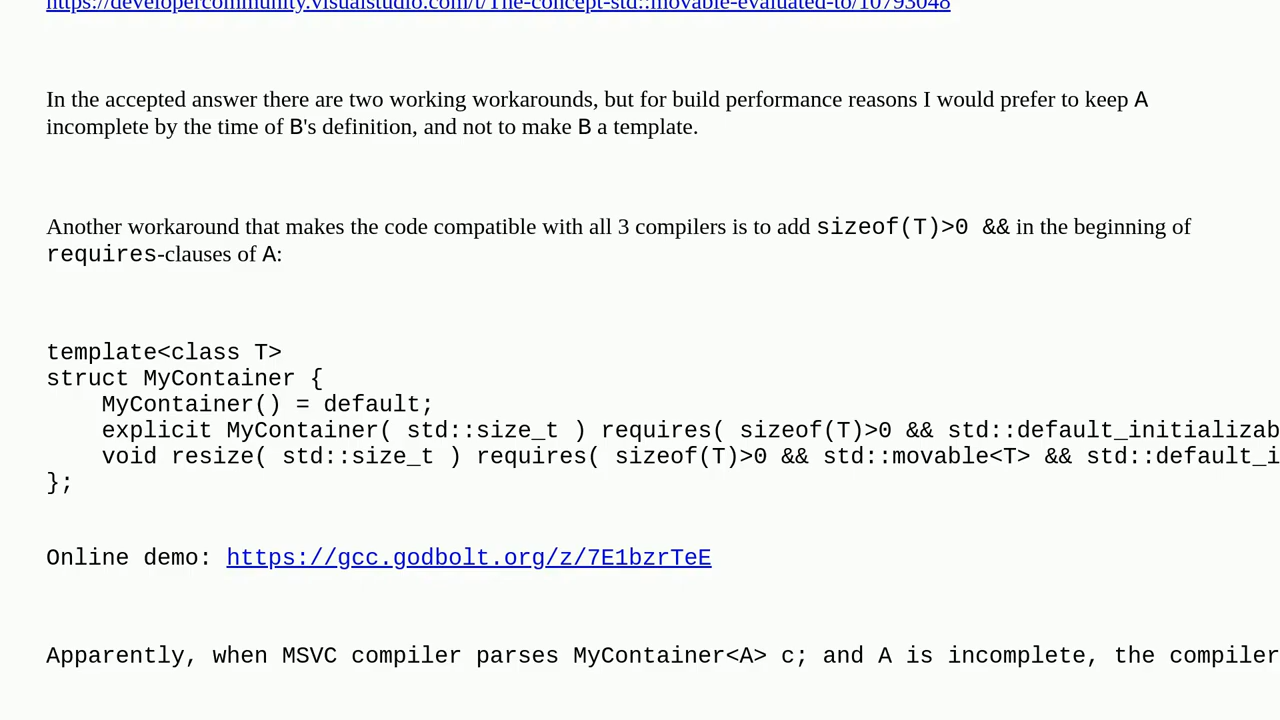 https://developercommunity.visualstudio.com/t/The-concept-std::movable-evaluated-to/10793048
In the accepted answer there are two working workarounds, but for build performance reasons I would prefer to keep A
incomplete by the time of B's definition, and not to make B a template.
Another workaround that makes the code compatible with all 3 compilers is to add sizeof(T)>0 && in the beginning of
requires-clauses of A:
template<class T>
struct MyContainer {
    MyContainer() = default;
    explicit MyContainer( std::size_t ) requires( sizeof(T)>0 && std::default_initializab
    void resize( std::size_t ) requires( sizeof(T)>0 && std::movable<T> && std::default_i
};
Online demo: https://gcc.godbolt.org/z/7E1bzrTeE
Apparently, when MSVC compiler parses MyContainer<A> c; and A is incomplete, the compiler